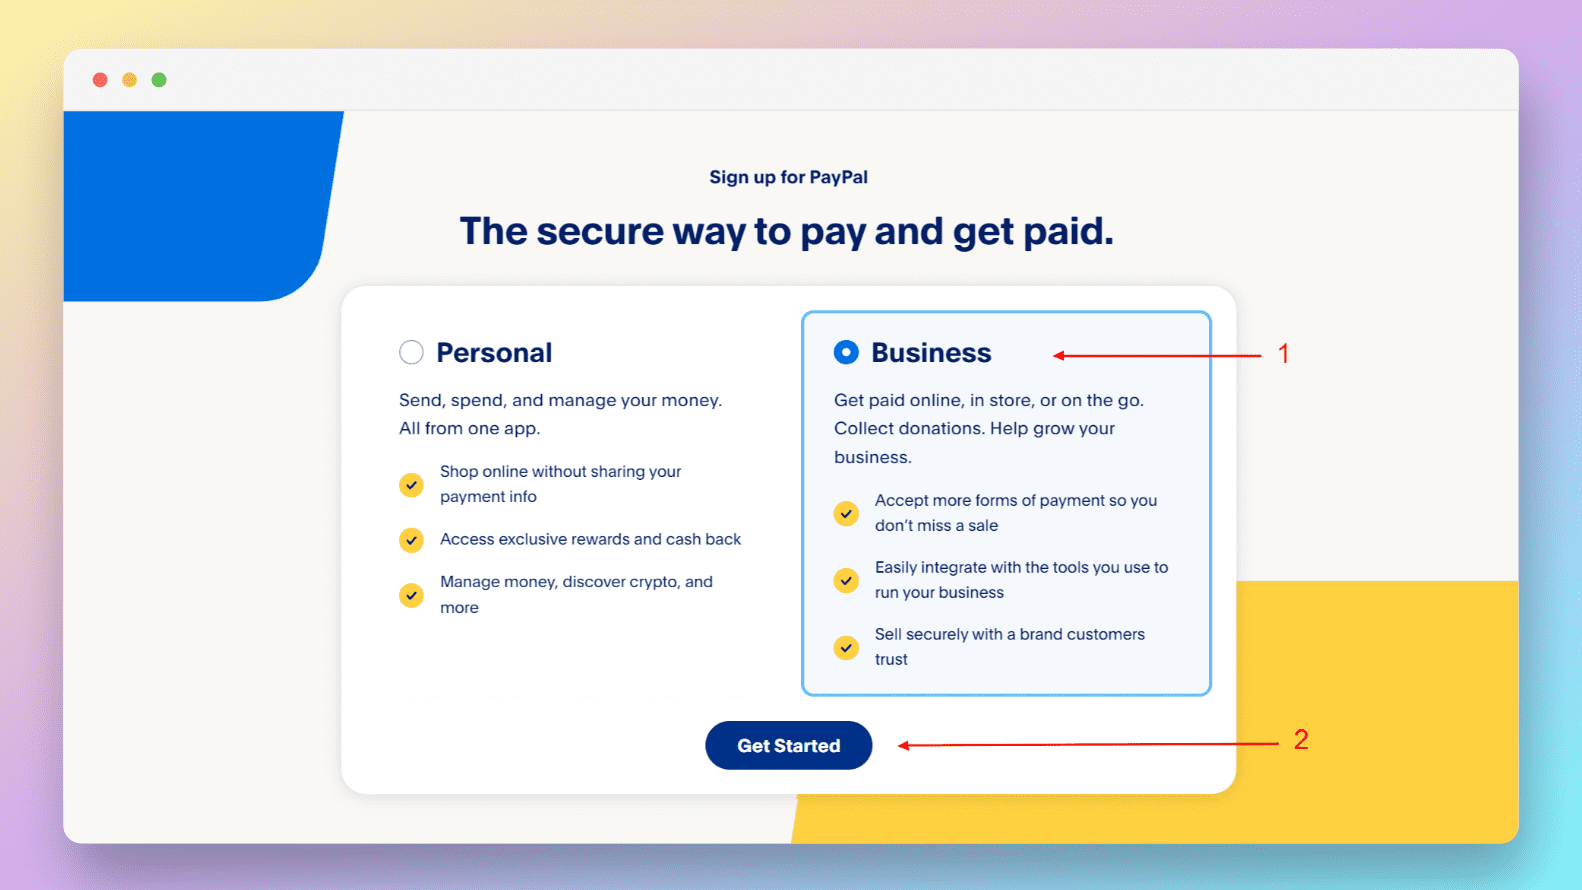 Sign up for PayPal
The secure way to pay and get paid.
Personal
Send, spend, and manage your money.
All from one app.
Shop online without sharing your
payment info
Access exclusive rewards and cash back
Manage money, discover crypto, and
more
Business
1
Get paid online, in store, or on the go.
Collect donations. Help grow your
business.
Accept more forms of payment so you
don’t miss a sale
Easily integrate with the tools you use to
run your business
Sell securely with a brand customers
trust
Get Started
2